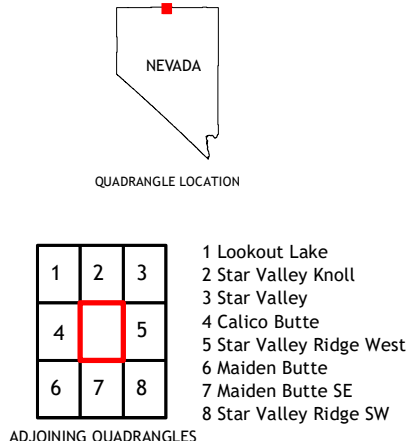 NEVADA
QUADRANGLE LOCATION
1 2 3
4 5
6 7 8
1 Lookout Lake
2 Star Valley Knoll
3 Star Valley
4 Calico Butte
5 Star Valley Ridge West
6 Maiden Butte
7 Maiden Butte SE
8 Star Valley Ridge SW
ADJOINING QUADRANGLES